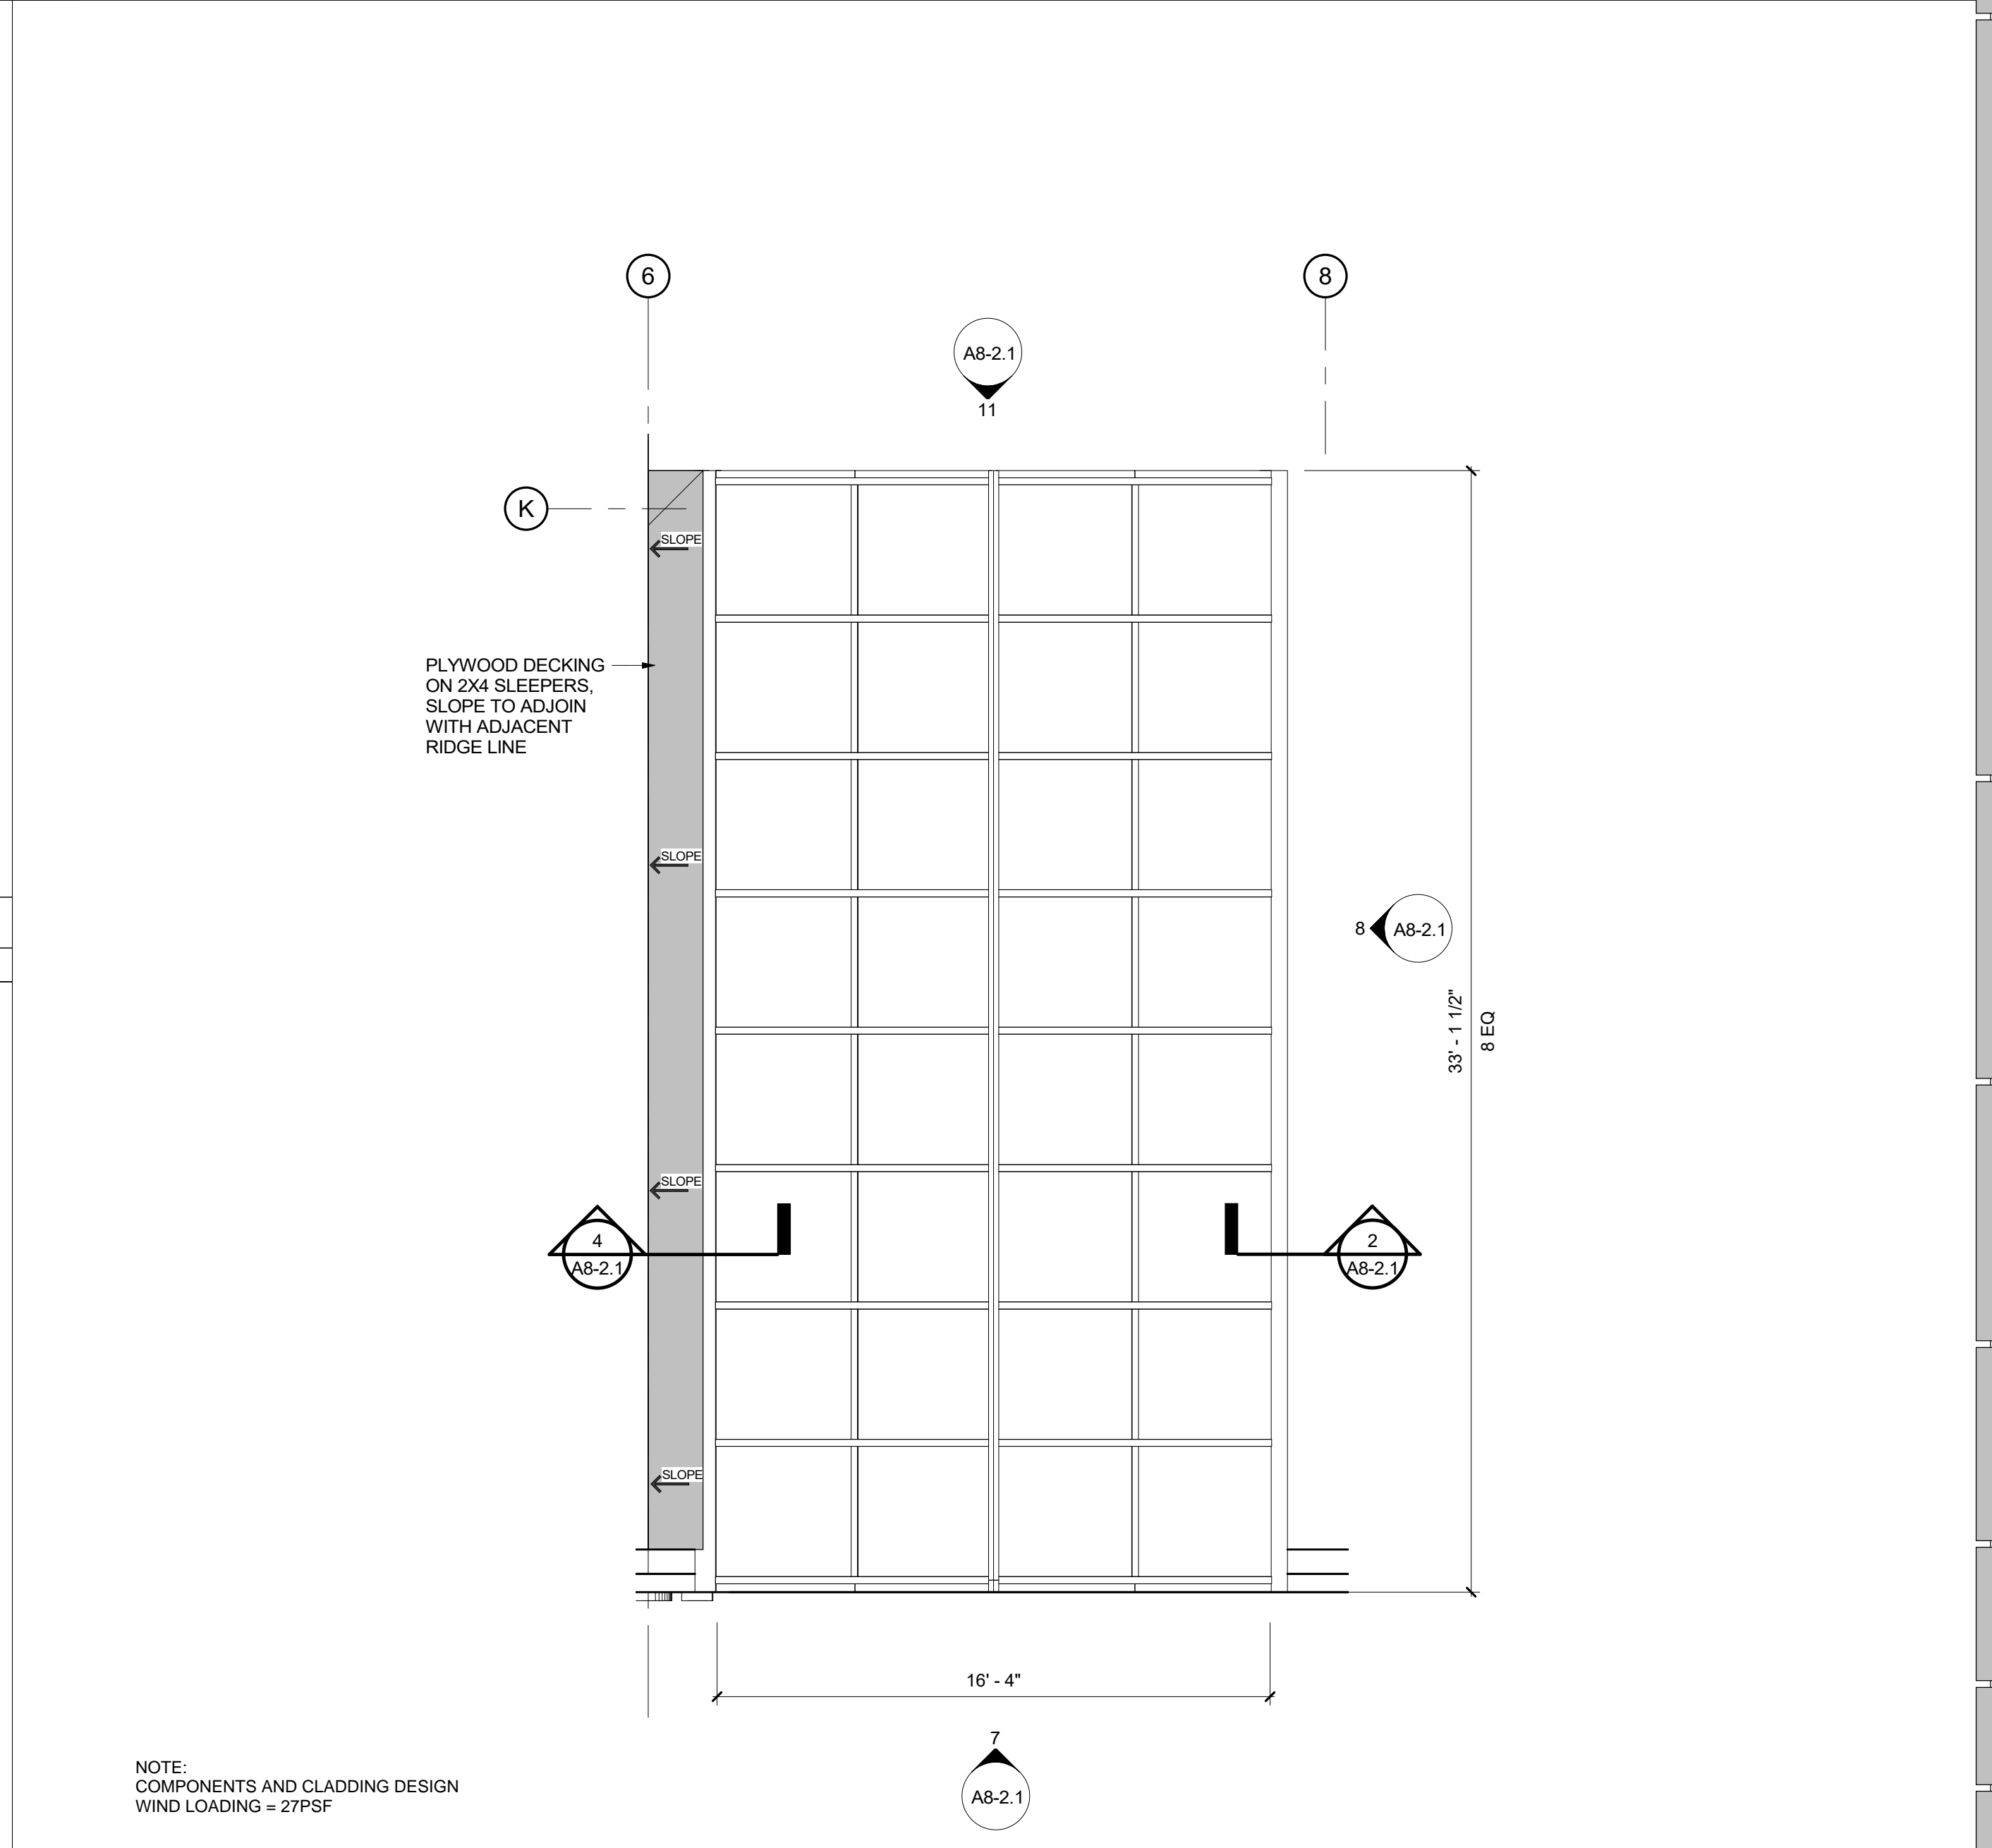 6
8
A8-2.1
11
K
SLOPE
PLYWOOD DECKING
ON 2X4 SLEEPERS,
SLOPE TO ADJOIN
WITH ADJACENT
RIDGE LINE
SLOPE
8
A8-2.1
33' - 1 1/2"
8 EQ
SLOPE
4
A8-2.1
2
A8-2.1
SLOPE
16' - 4"
7
A8-2.1
NOTE:
COMPONENTS AND CLADDING DESIGN
WIND LOADING = 27PSF